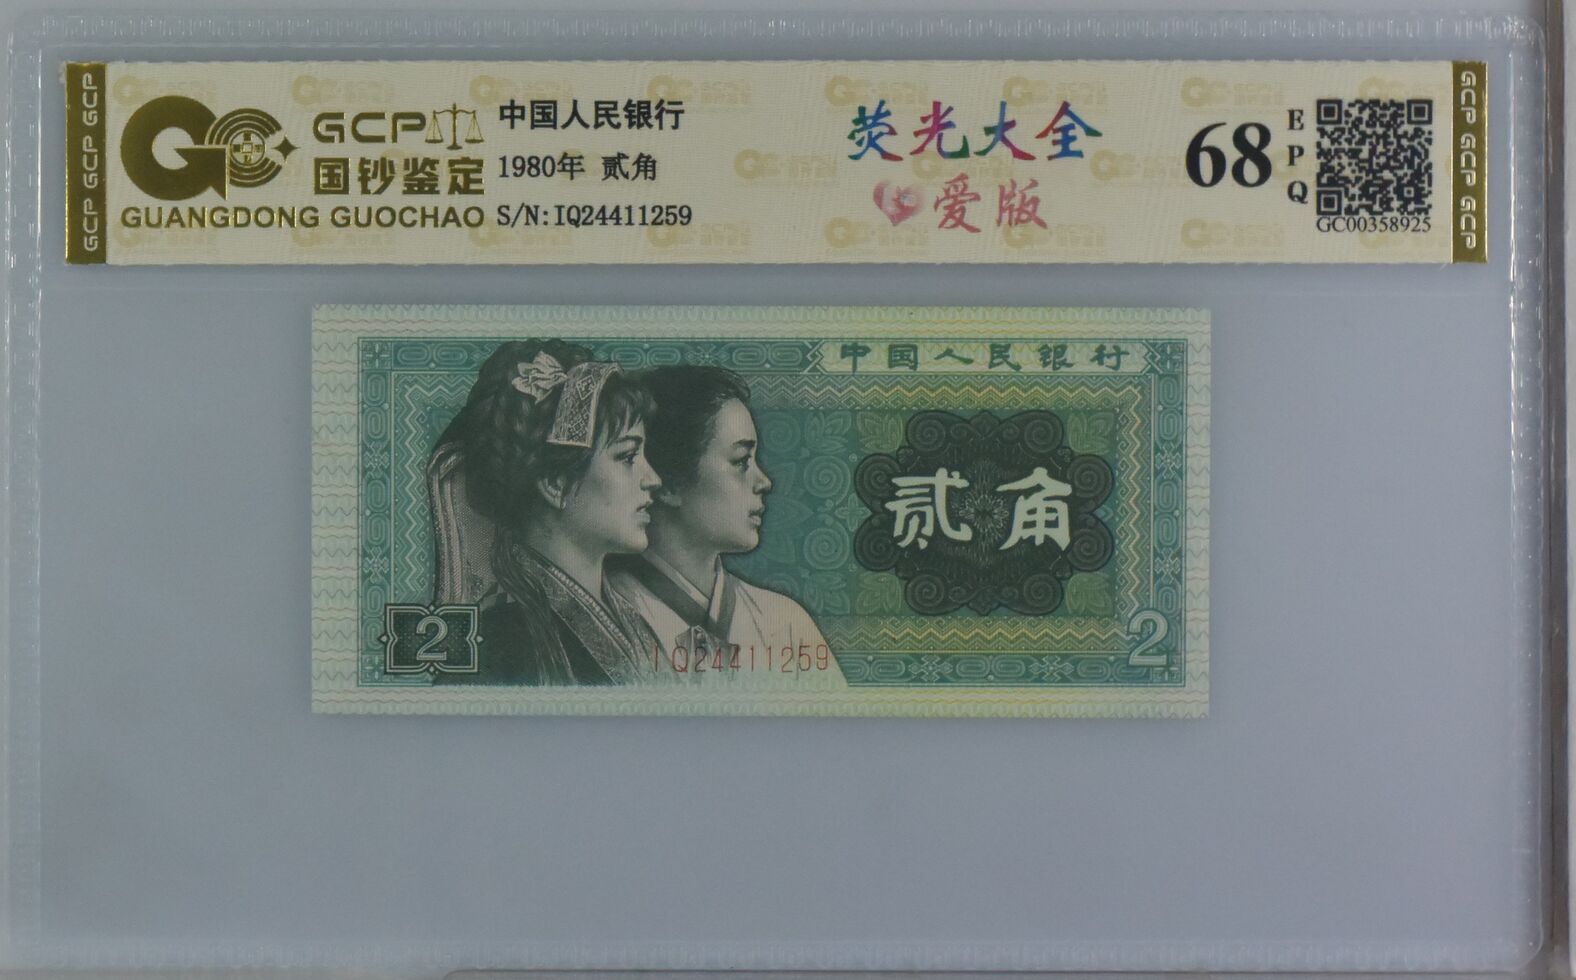 GCP
国钞鉴定
GUANGDONG GUOCHAO
中国人民银行
1980年 贰角
S/N:IQ24411259
荧光大全
爱版
68
EPQ
GC00358925
GCP GCP GCP
GCP GCP GCP
中国人民银行
贰角
2
IQ24411259
2